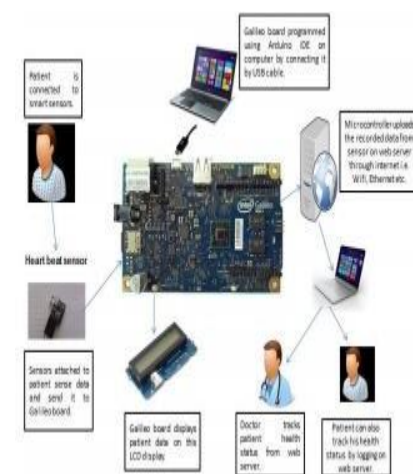 Galileo board programmed
using Arduino IDE on
computer by connecting it
by USB cable.
Patient is
connected to
smart sensors.
Microcontroller uploads
the recorded data from
sensor on web server
through internet i.e.
Wifi, Ethernet etc.
intel Galileo
Heart beat sensor
Sensors attached to
patient sense data
and send it to
Galileo board.
Galileo board displays
patient data on this
LCD display.
Doctor tracks
patient health
status from web
server.
Patient can also
track his health
status by logging on
web server.